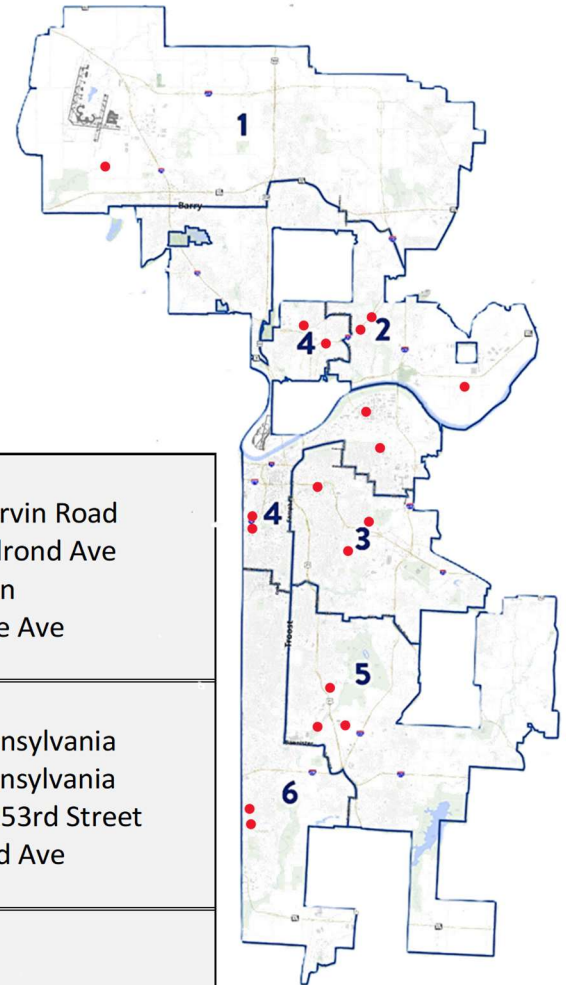 1
Barry
2
4
rvin Road
lrond Ave
n
e Ave
4
3
Troost
5
nsylvania
nsylvania
53rd Street
d Ave
6